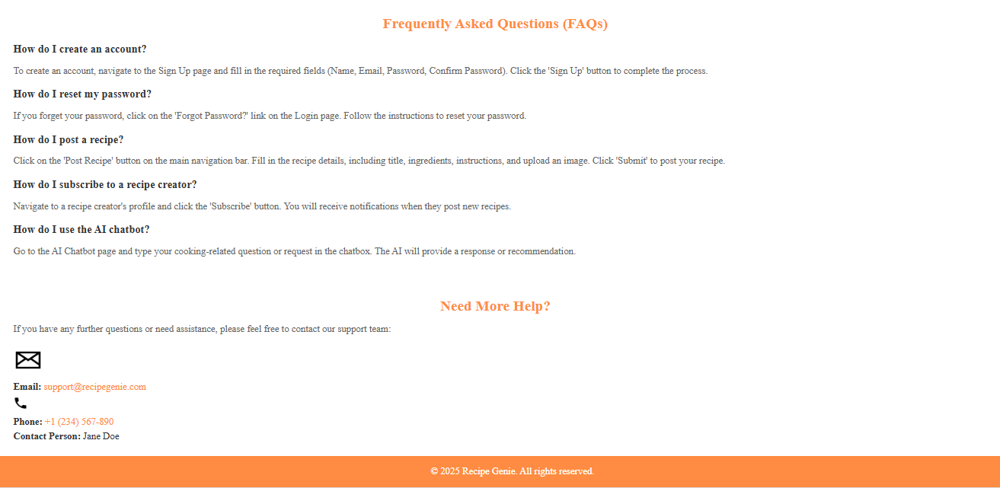 Frequently Asked Questions (FAQs)
How do I create an account?
To create an account, navigate to the Sign Up page and fill in the required fields (Name, Email, Password, Confirm Password). Click the 'Sign Up' button to complete the process.
How do I reset my password?
If you forget your password, click on the 'Forgot Password?' link on the Login page. Follow the instructions to reset your password.
How do I post a recipe?
Click on the 'Post Recipe' button on the main navigation bar. Fill in the recipe details, including title, ingredients, instructions, and upload an image. Click 'Submit' to post your recipe.
How do I subscribe to a recipe creator?
Navigate to a recipe creator's profile and click the 'Subscribe' button. You will receive notifications when they post new recipes.
How do I use the AI chatbot?
Go to the AI Chatbot page and type your cooking-related question or request in the chatbox. The AI will provide a response or recommendation.
Need More Help?
If you have any further questions or need assistance, please feel free to contact our support team:
Email: support@recipegenie.com
Phone: +1 (234) 567-890
Contact Person: Jane Doe
© 2025 Recipe Genie. All rights reserved.